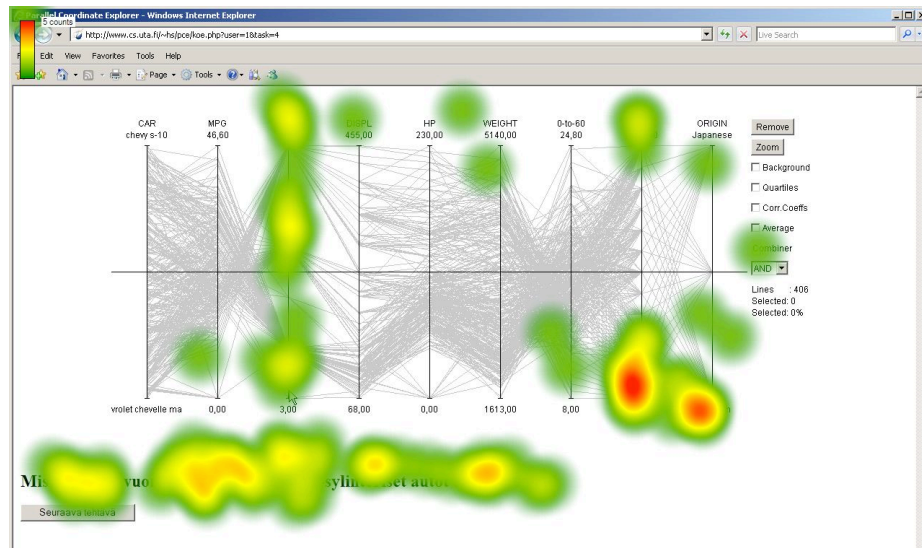 Parallel Coordinate Explorer - Windows Internet Explorer
5 counts
http://www.cs.uta.fi/~hs/pce/koe.php?user=1&task=4
Live Search
Edit View Favorites Tools Help
Page Tools
CAR MPG DISPL HP WEIGHT 0-to-60 ORIGIN
chevy s-10 46,60 455,00 230,00 5140,00 24,80 Japanese
Remove
Zoom
Background
Quartiles
Corr.Coeffs
Average
Combiner
AND
Lines : 406
Selected: 0
Selected: 0%
vrolet chevelle ma 0,00 3,00 68,00 0,00 1613,00 8,00
Seuraava tehtävä